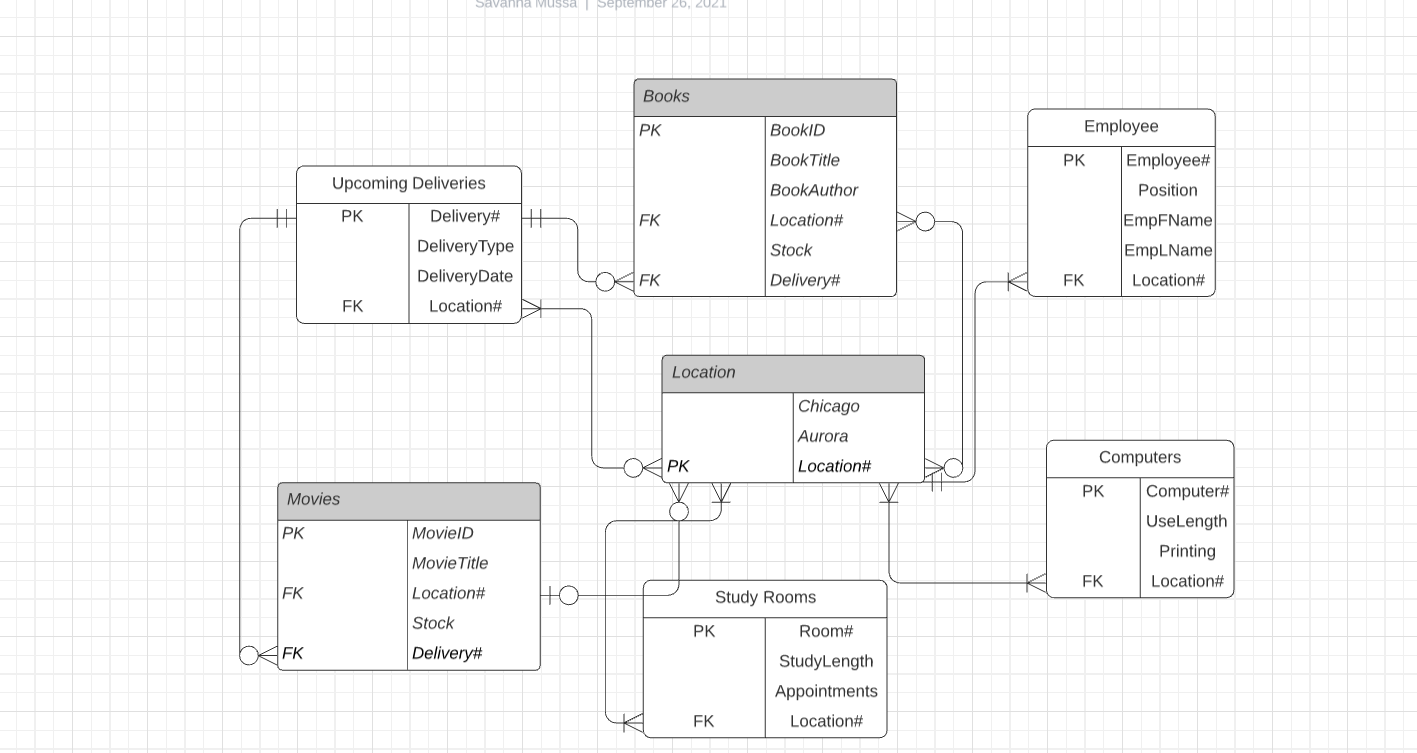 Savanna Mussa | September 26, 2021
Books
PK BookID
BookTitle
BookAuthor
FK Location#
Stock
FK Delivery#
Employee
PK Employee#
Position
EmpFName
EmpLName
FK Location#
Upcoming Deliveries
PK Delivery#
DeliveryType
DeliveryDate
FK Location#
Location
Chicago
Aurora
PK Location#
Computers
PK Computer#
UseLength
Printing
FK Location#
Movies
PK MovieID
MovieTitle
FK Location#
Stock
FK Delivery#
Study Rooms
PK Room#
StudyLength
Appointments
FK Location#